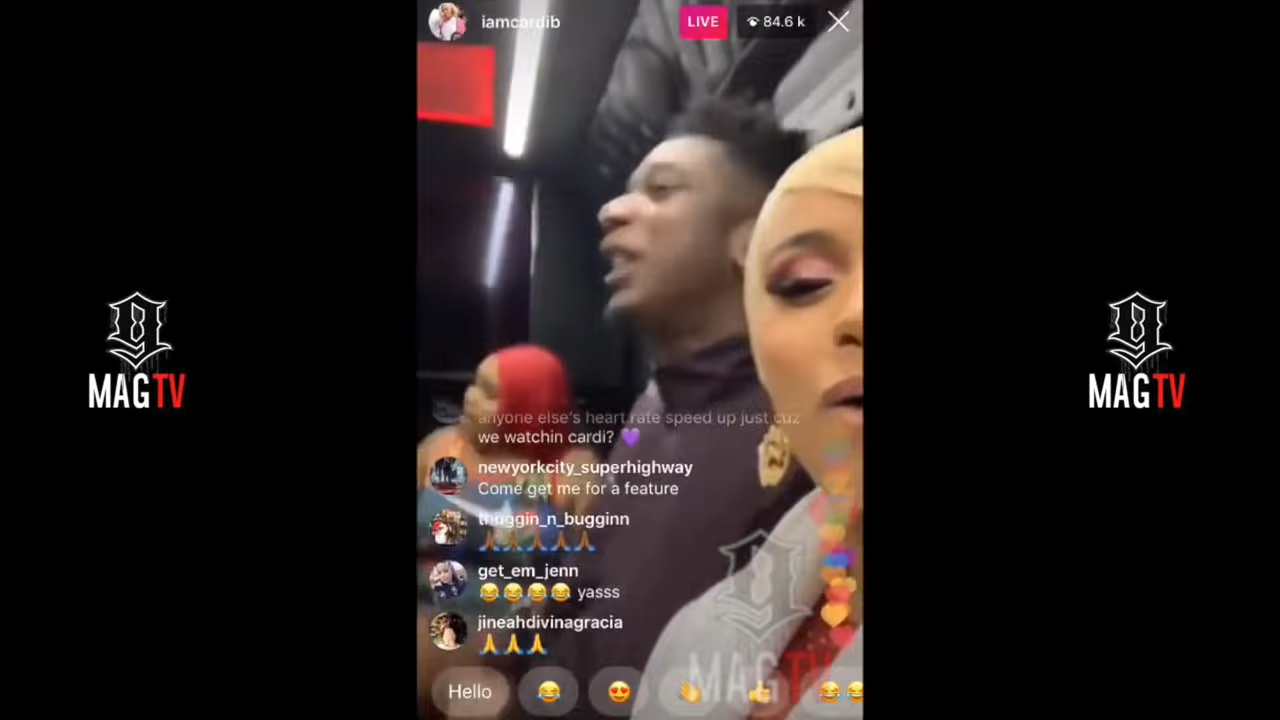 iamcardib
LIVE
84.6 k
MAGTV
MAGTV
anyone else's heart rate speed up just cuz
we watchin cardi? 💜
newyorkcity_superhighway
Come get me for a feature
thuggin_n_bugginn
🙏🏾🙏🏾🙏🏾🙏🏾🙏🏾
get_em_jenn
😂😂😂😂 yasss
jineahdivinagracia
🙏🙏🙏
MAGTV
Hello 😂 😍 👏 👍 😂😂